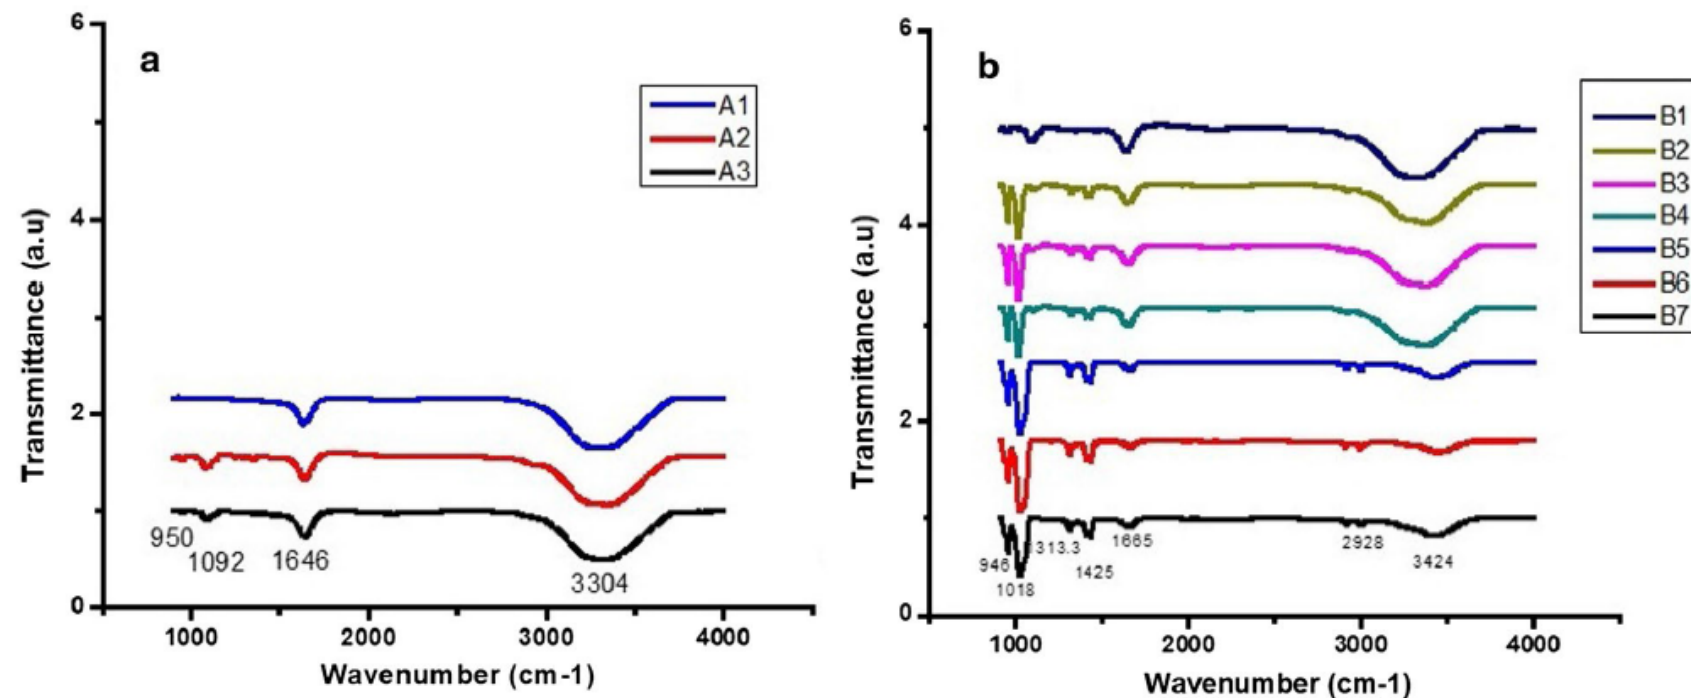 a
6
4
2
0
Transmittance (a.u)
A1
A2
A3
950
1092
1646
3304
1000
2000
3000
4000
Wavenumber (cm-1)
b
6
4
2
0
Transmittance (a.u)
B1
B2
B3
B4
B5
B6
B7
946
1018
1313.3
1425
1665
2928
3424
1000
2000
3000
4000
Wavenumber (cm-1)